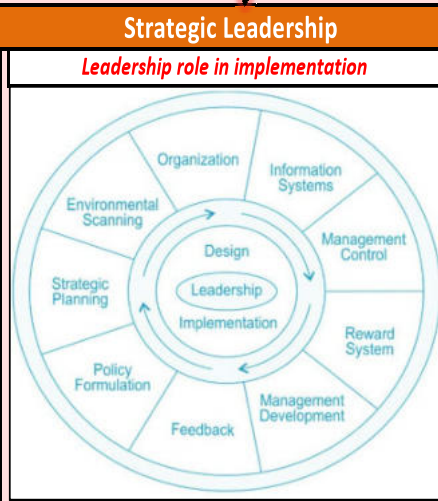 Strategic Leadership
Leadership role in implementation
Organization
Information
Systems
Management
Control
Reward
System
Management
Development
Feedback
Policy
Formulation
Strategic
Planning
Environmental
Scanning
Design
Leadership
Implementation